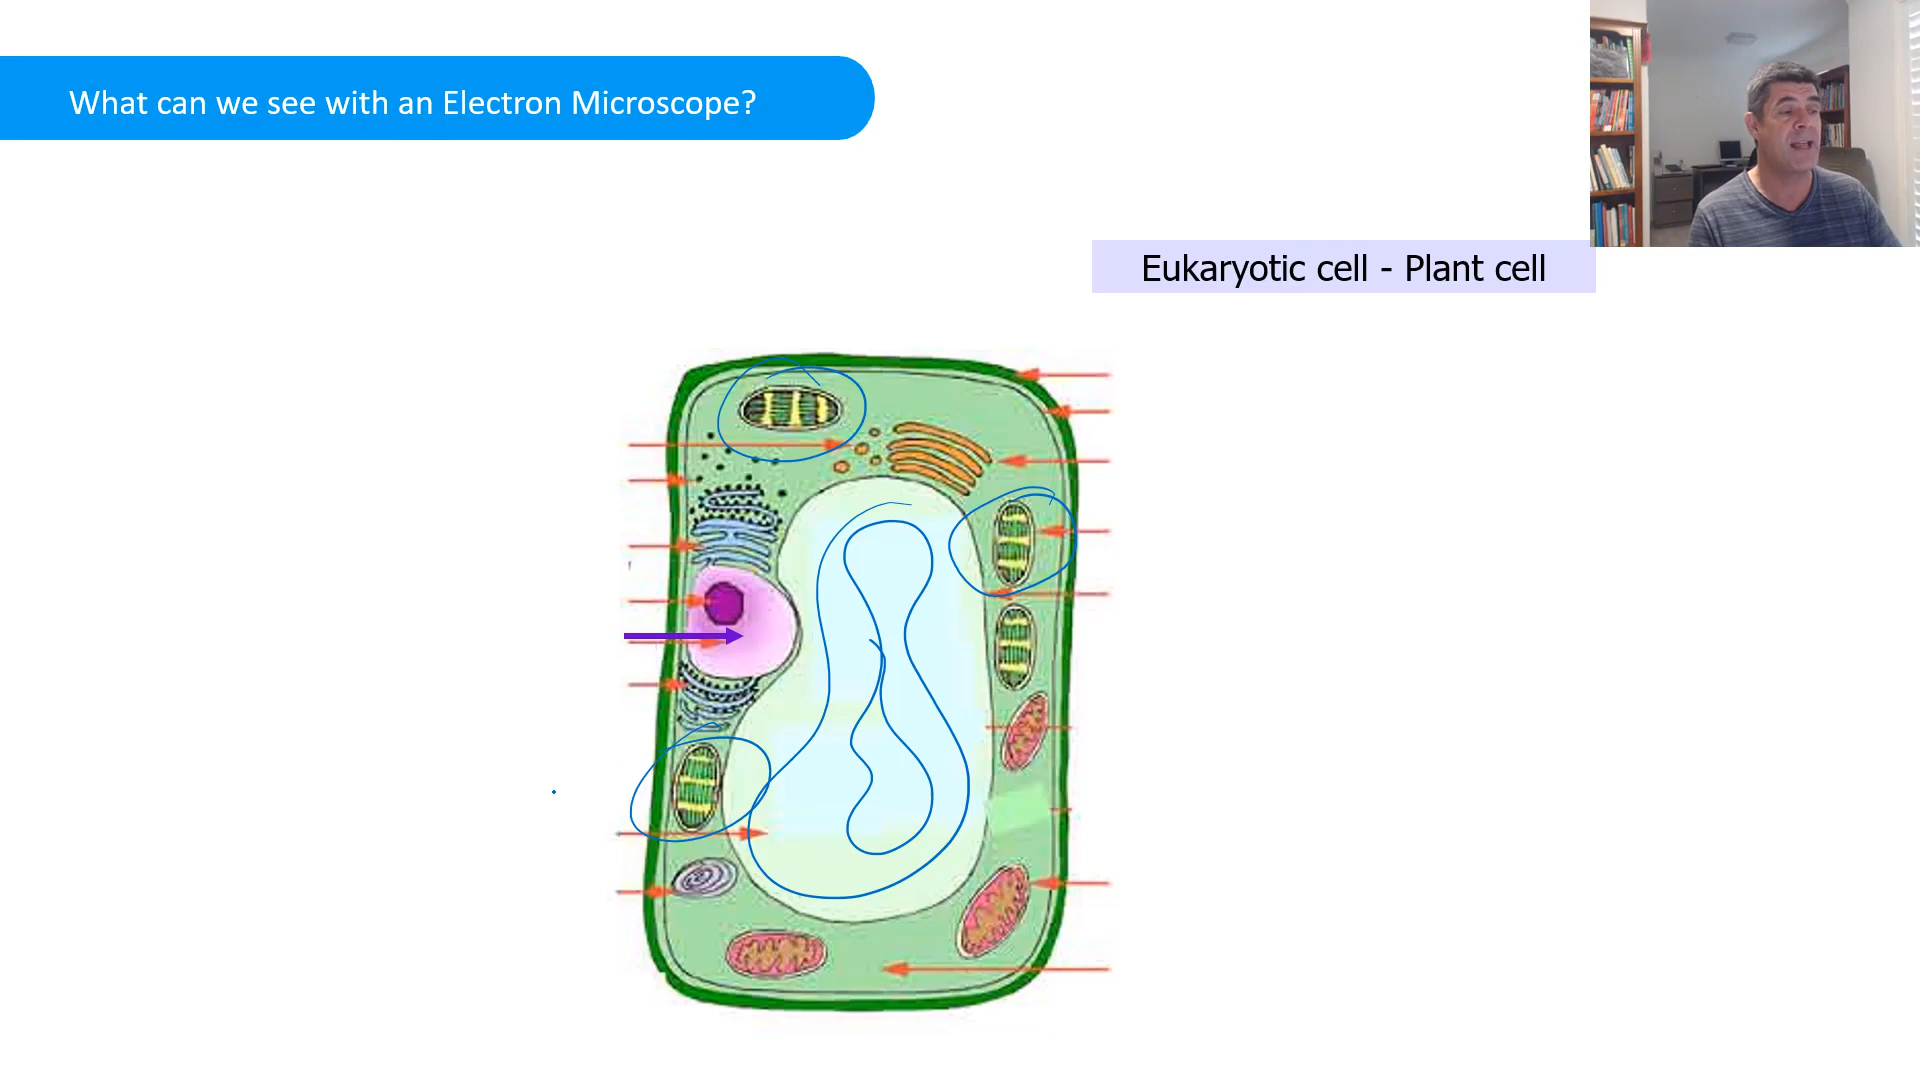 What can we see with an Electron Microscope?
Eukaryotic cell - Plant cell